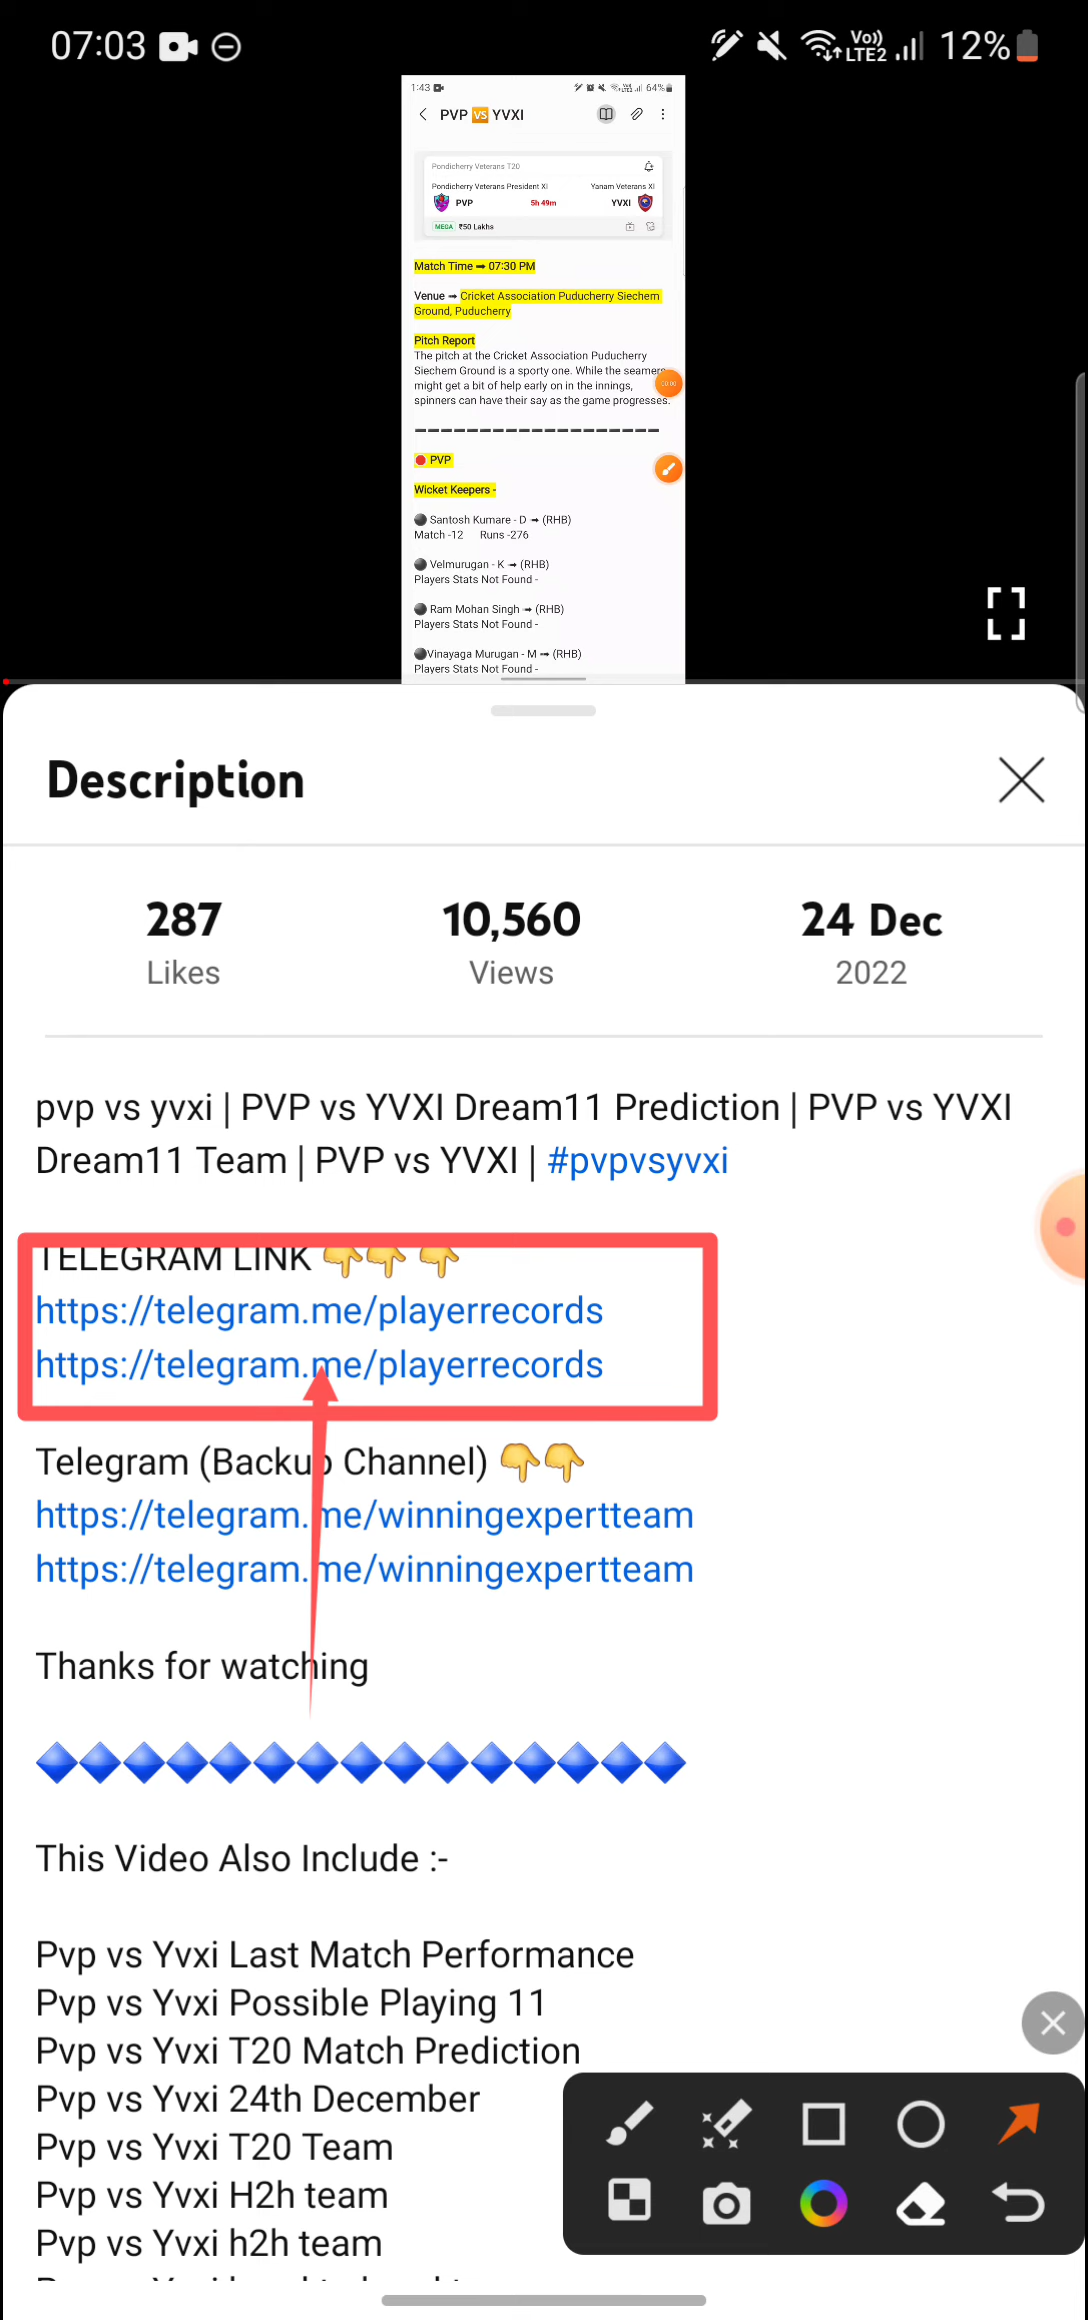 07:03 Vo)) LTE2 12%
1:43 64%
PVP VS YVXI
Pondicherry Veterans T20
Pondicherry Veterans President XI Yanam Veterans XI
PVP 5h 49m YVXI
MEGA ₹50 Lakhs
Match Time ➡ 07:30 PM
Venue ➡ Cricket Association Puducherry Siechem
Ground, Puducherry
Pitch Report
The pitch at the Cricket Association Puducherry
Siechem Ground is a sporty one. While the seamers
might get a bit of help early on in the innings,
spinners can have their say as the game progresses.
00:00
🔴 PVP
Wicket Keepers -
⚫ Santosh Kumare - D ➡ (RHB)
Match -12 Runs -276
⚫ Velmurugan - K ➡ (RHB)
Players Stats Not Found -
⚫ Ram Mohan Singh ➡ (RHB)
Players Stats Not Found -
⚫Vinayaga Murugan - M ➡ (RHB)
Players Stats Not Found -
Description
287 10,560 24 Dec
Likes Views 2022
pvp vs yvxi | PVP vs YVXI Dream11 Prediction | PVP vs YVXI
Dream11 Team | PVP vs YVXI | #pvpvsyvxi
TELEGRAM LINK 👇👇 👇
https://telegram.me/playerrecords
https://telegram.me/playerrecords
Telegram (Backup Channel) 👇👇
https://telegram.me/winningexpertteam
https://telegram.me/winningexpertteam
Thanks for watching
🔷🔷🔷🔷🔷🔷🔷🔷🔷🔷🔷🔷🔷🔷🔷
This Video Also Include :-
Pvp vs Yvxi Last Match Performance
Pvp vs Yvxi Possible Playing 11
Pvp vs Yvxi T20 Match Prediction
Pvp vs Yvxi 24th December
Pvp vs Yvxi T20 Team
Pvp vs Yvxi H2h team
Pvp vs Yvxi h2h team